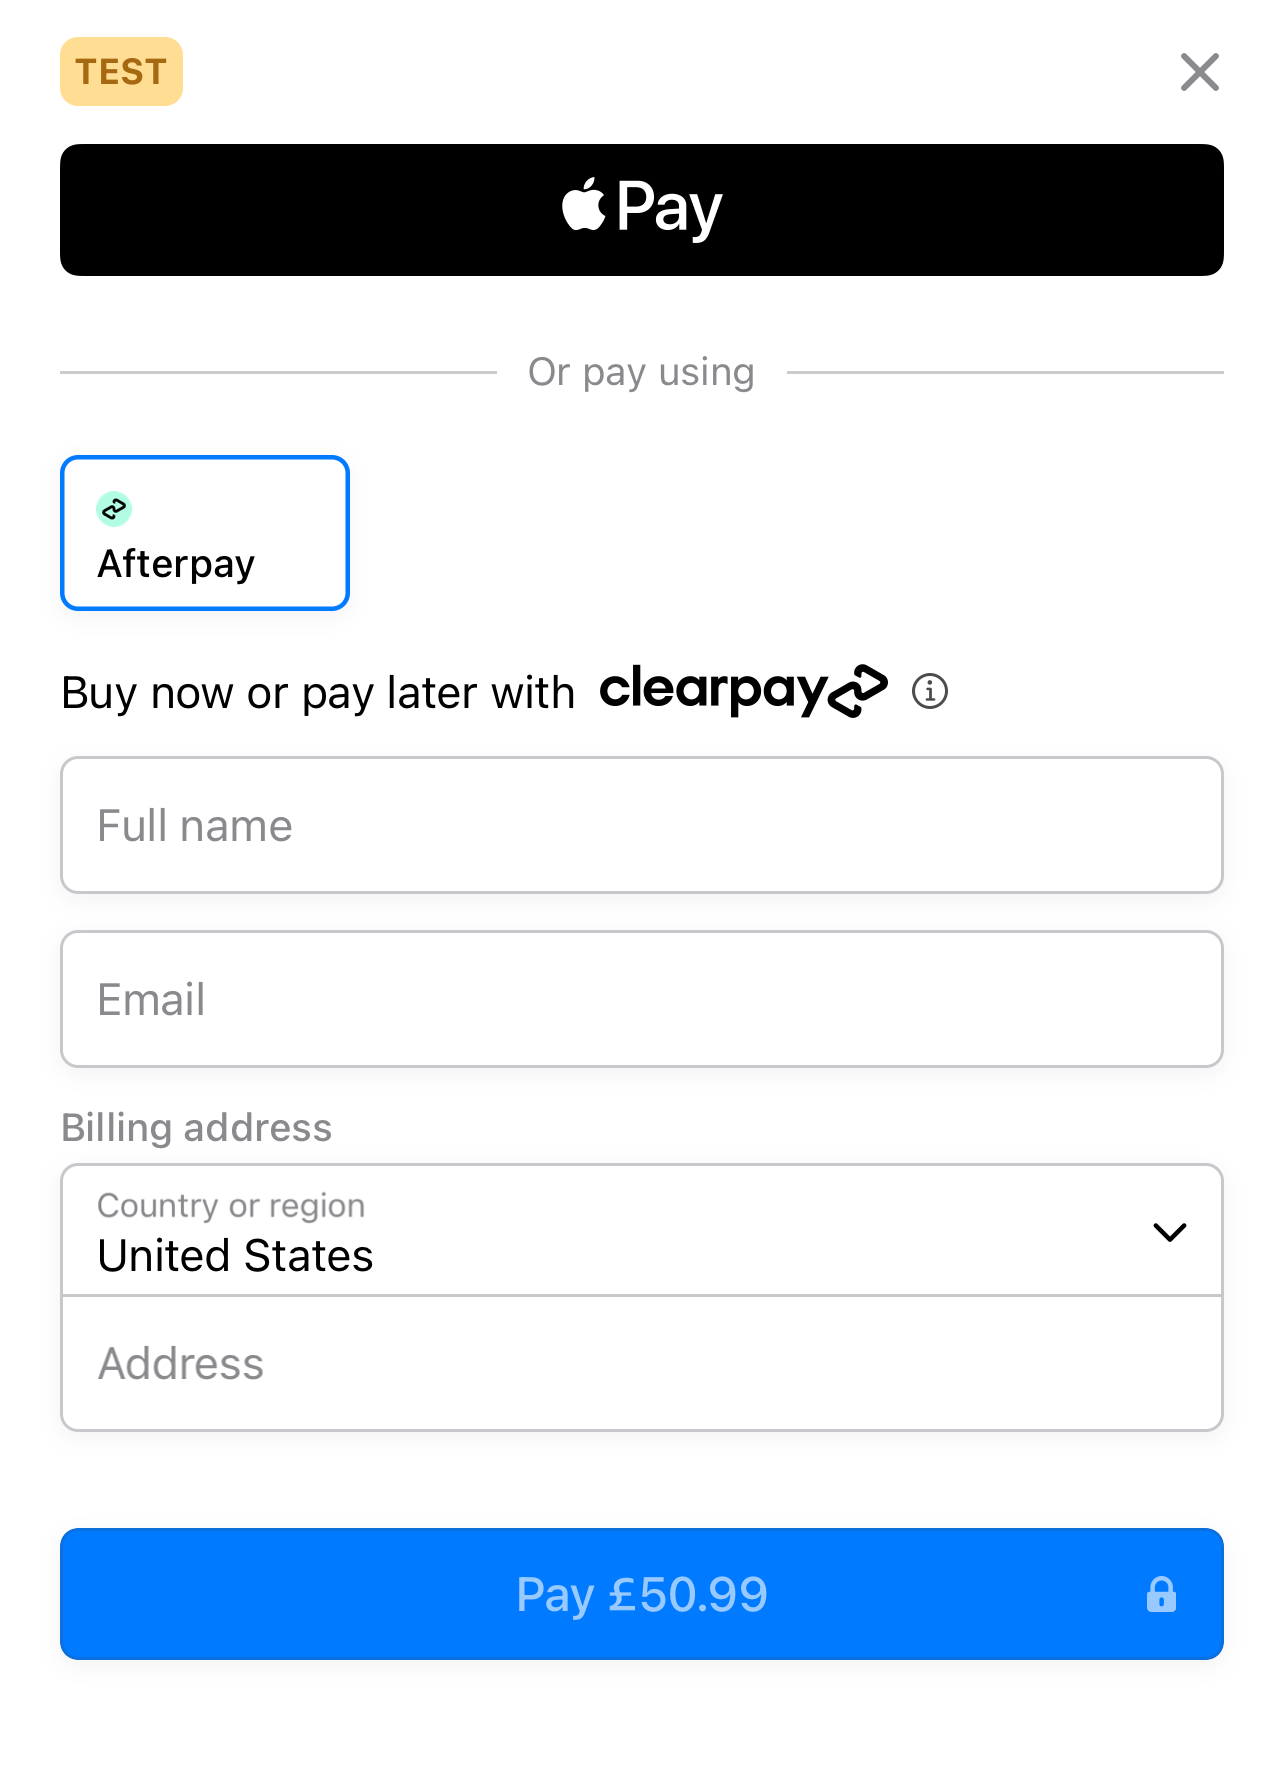 TEST
Pay
Or pay using
Afterpay
Buy now or pay later with clearpay
Full name
Email
Billing address
Country or region
United States
Address
Pay £50.99